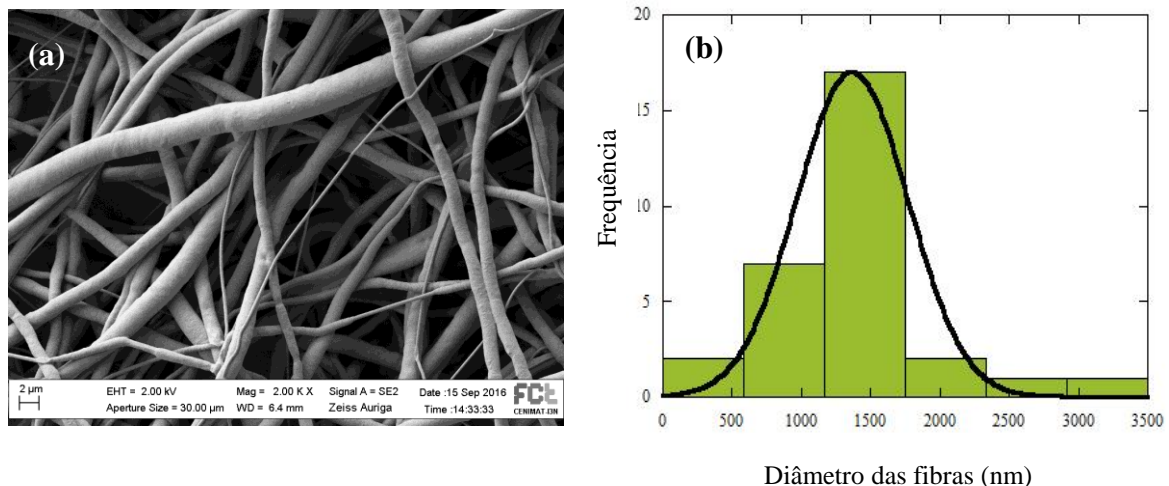 (a)
2 µm
EHT = 2.00 kV
Mag = 2.00 K X
Signal A = SE2
Date :15 Sep 2016
Aperture Size = 30.00 µm
WD = 6.4 mm
Zeiss Auriga
Time :14:33:33
FCt
CENIMAT-I3N
(b)
20
15
10
5
0
Frequência
0 500 1000 1500 2000 2500 3000 3500
Diâmetro das fibras (nm)